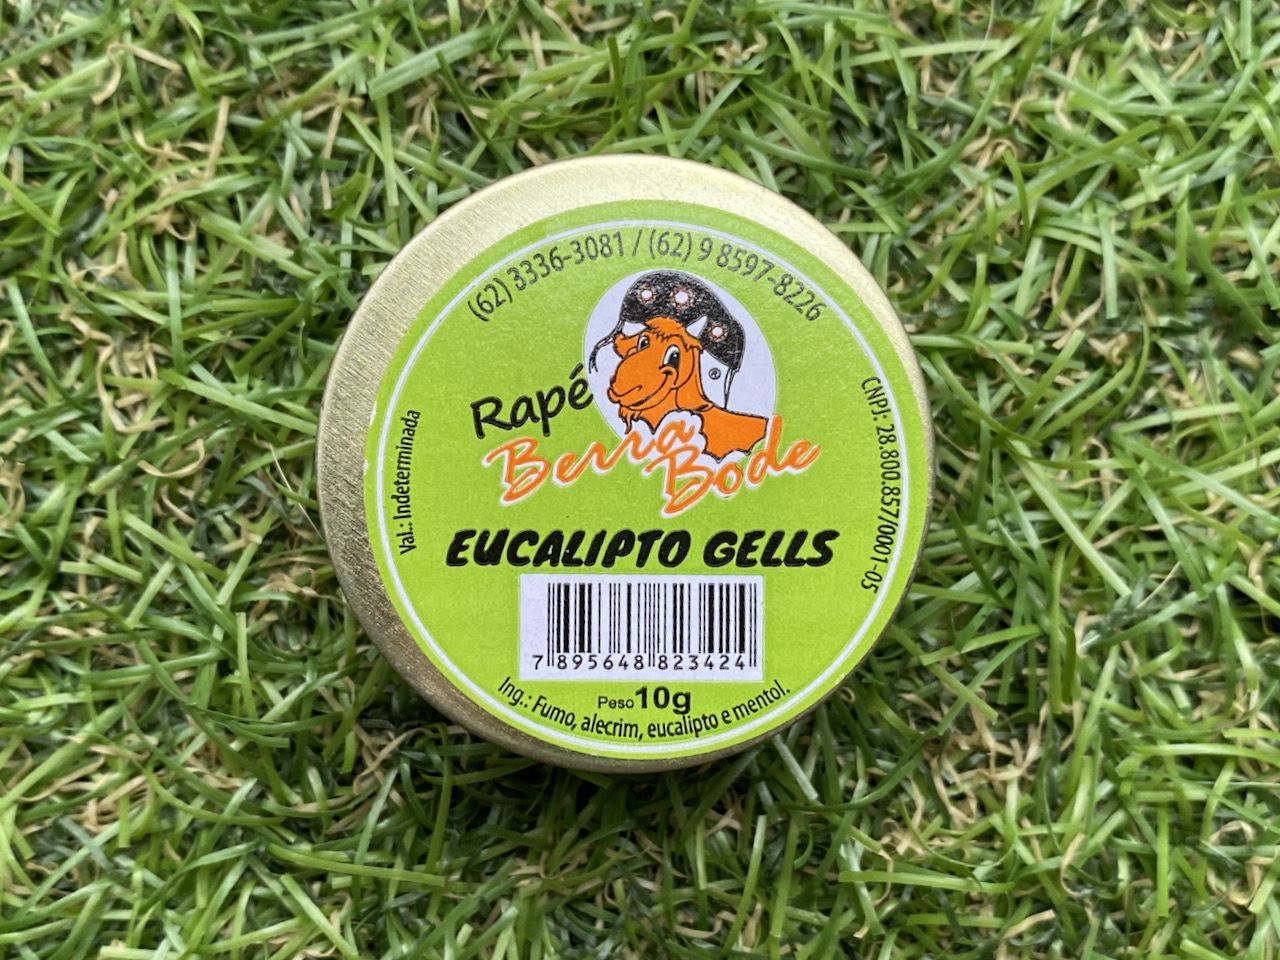 (62) 3336-3081 / (62) 9 8597-8226
®
Rapé
Berra
Bode
Val.: Indeterminada
CNPJ: 28.800.857/0001-05
EUCALIPTO GELLS
7 895648 823424
Peso 10g
Ing.: Fumo, alecrim, eucalipto e mentol.